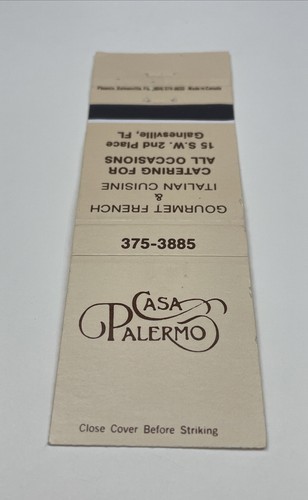 CASA
PALERMO
Close Cover Before Striking
375-3885
GOURMET FRENCH
&
ITALIAN CUISINE
CATERING FOR
ALL OCCASIONS
15 S.W. 2nd Place
Gainesville, FL